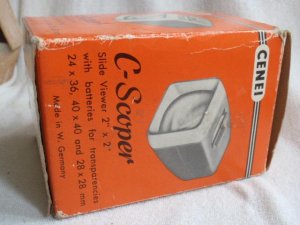 CENEI
C-Scoper
Slide Viewer 2" x 2"
with batteries for transparencies
24 x 36, 40 x 40 and 28 x 28 mm
Made in W. Germany